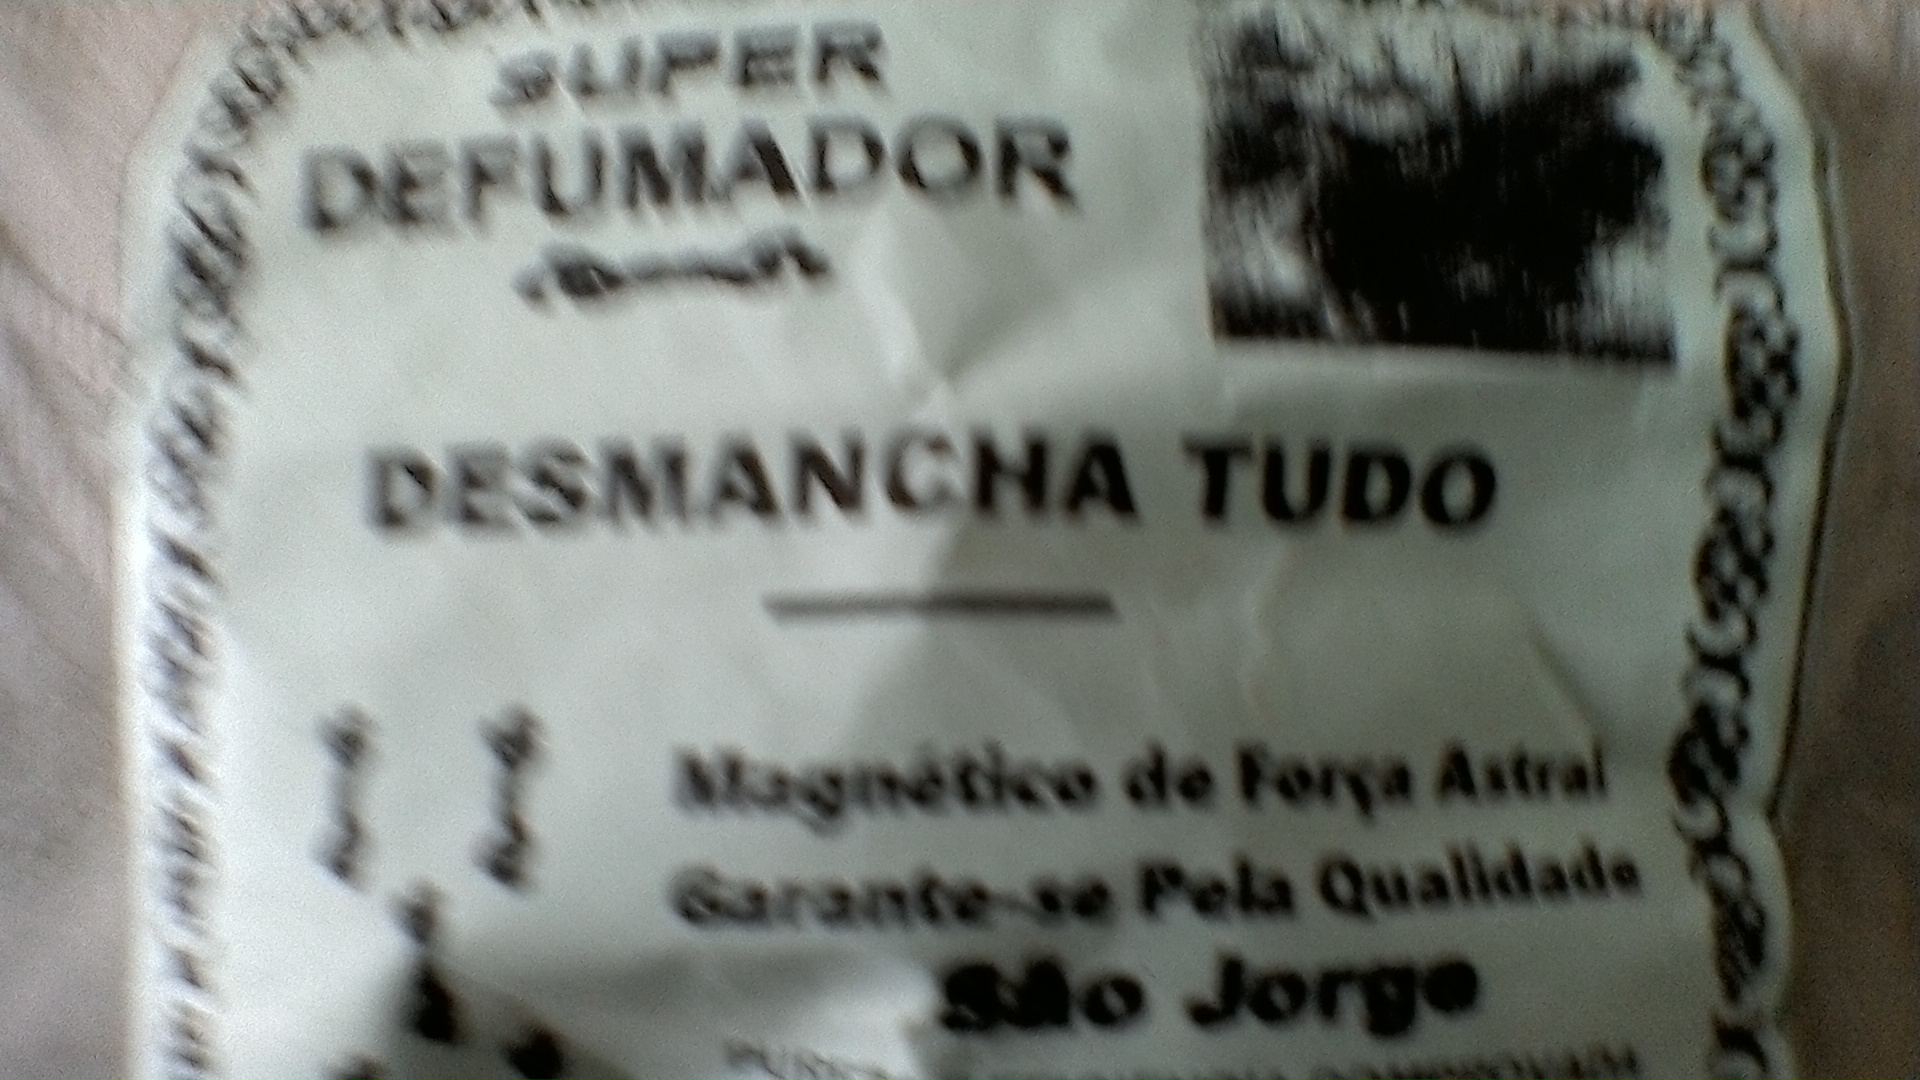 SUPER
DEFUMADOR
DESMANCHA TUDO
Magnético de Força Astral
Garante-se Pela Qualidade
São Jorge